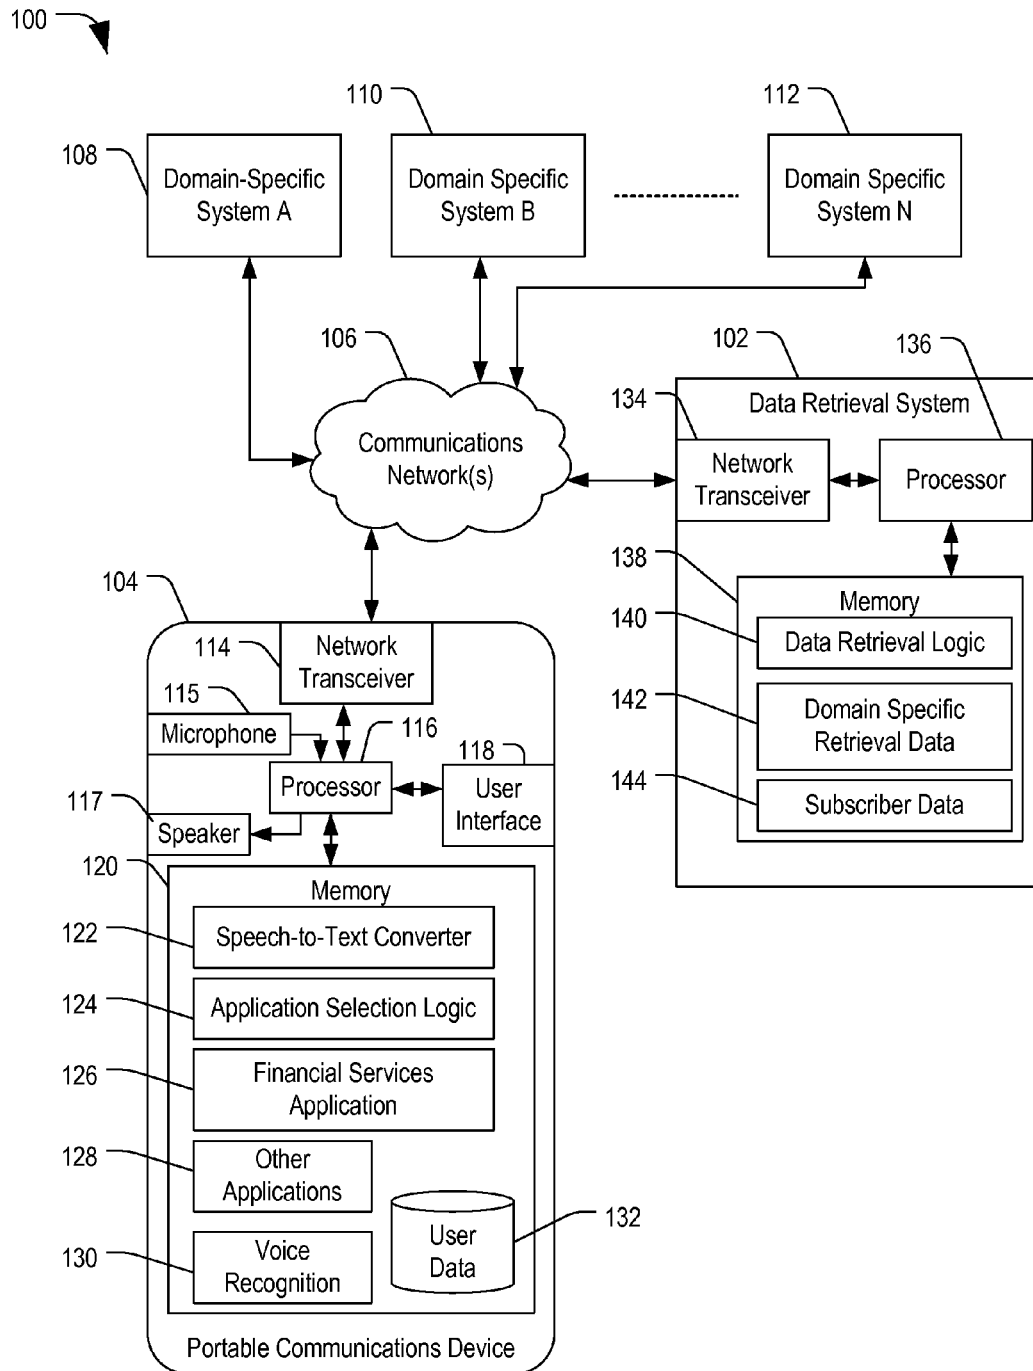 100
108
Domain-Specific
System A
110
Domain Specific
System B
112
Domain Specific
System N
106
Communications
Network(s)
102
136
134
Data Retrieval System
Network
Transceiver
Processor
138
Memory
140
Data Retrieval Logic
142
Domain Specific
Retrieval Data
144
Subscriber Data
104
114
Network
Transceiver
115
Microphone
116
Processor
118
User
Interface
117
Speaker
120
Memory
122
Speech-to-Text Converter
124
Application Selection Logic
126
Financial Services
Application
128
Other
Applications
130
Voice
Recognition
132
User
Data
Portable Communications Device